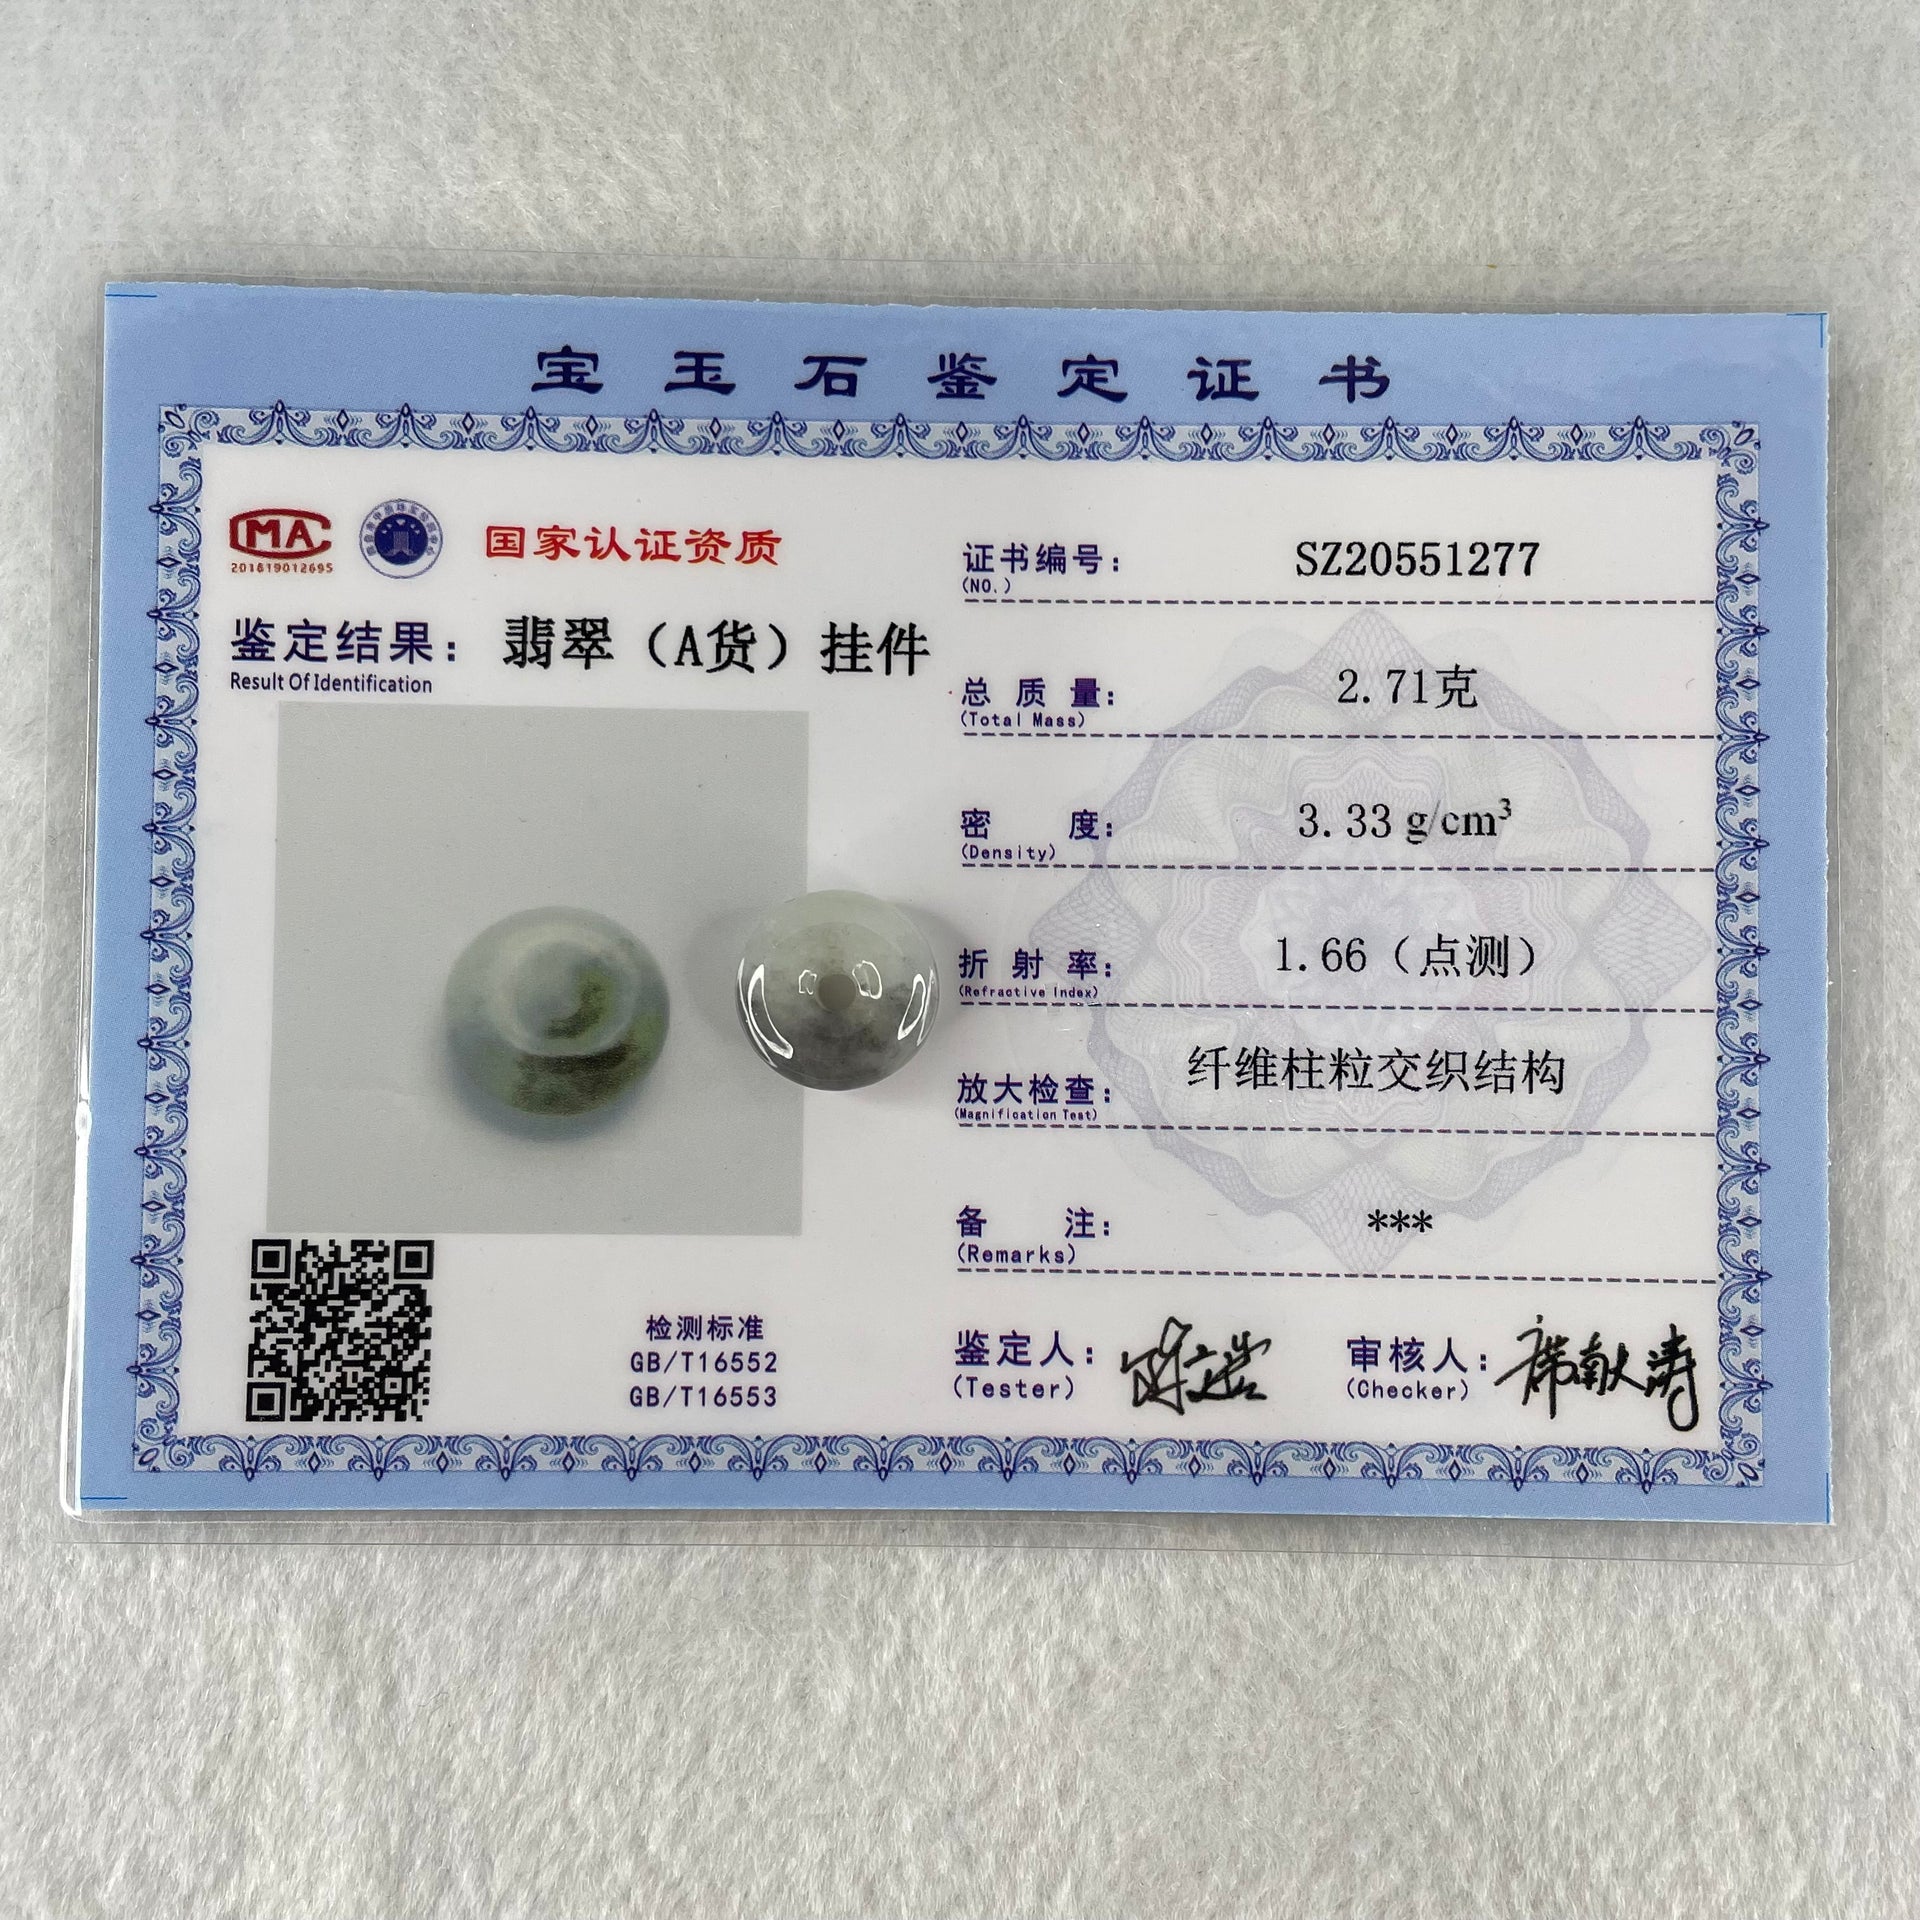 宝玉石鉴定证书
CMA
201819012695
国家认证资质
鉴定结果： 翡翠（A货）挂件
Result Of Identification
检测标准
GB/T16552
GB/T16553
证书编号： SZ20551277
(NO.)
总质量： 2.71克
(Total Mass)
密度： 3.33 g/cm³
(Density)
折射率： 1.66（点测）
(Refractive Index)
放大检查： 纤维柱粒交织结构
(Magnification Test)
备注： ***
(Remarks)
鉴定人： 审核人：
(Tester) (Checker)